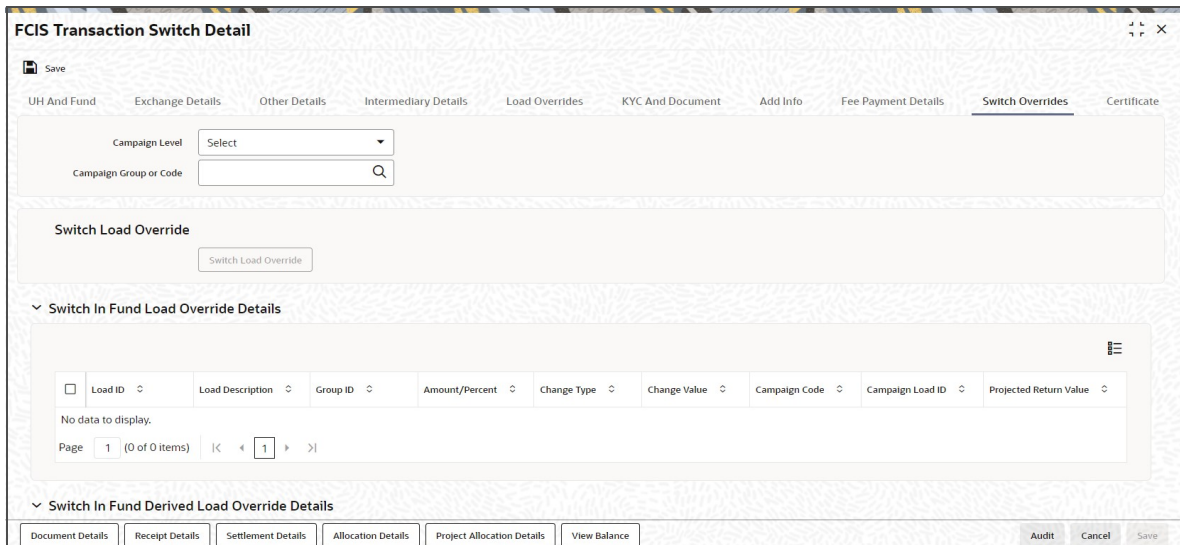 FCIS Transaction Switch Detail
Save
UH And Fund Exchange Details Other Details Intermediary Details Load Overrides KYC And Document Add Info Fee Payment Details Switch Overrides Certificate
Campaign Level Select
Campaign Group or Code
Switch Load Override
Switch Load Override
Switch In Fund Load Override Details
Load ID Load Description Group ID Amount/Percent Change Type Change Value Campaign Code Campaign Load ID Projected Return Value
No data to display.
Page 1 (0 of 0 items) 1
Switch In Fund Derived Load Override Details
Document Details Receipt Details Settlement Details Allocation Details Project Allocation Details View Balance Audit Cancel Save